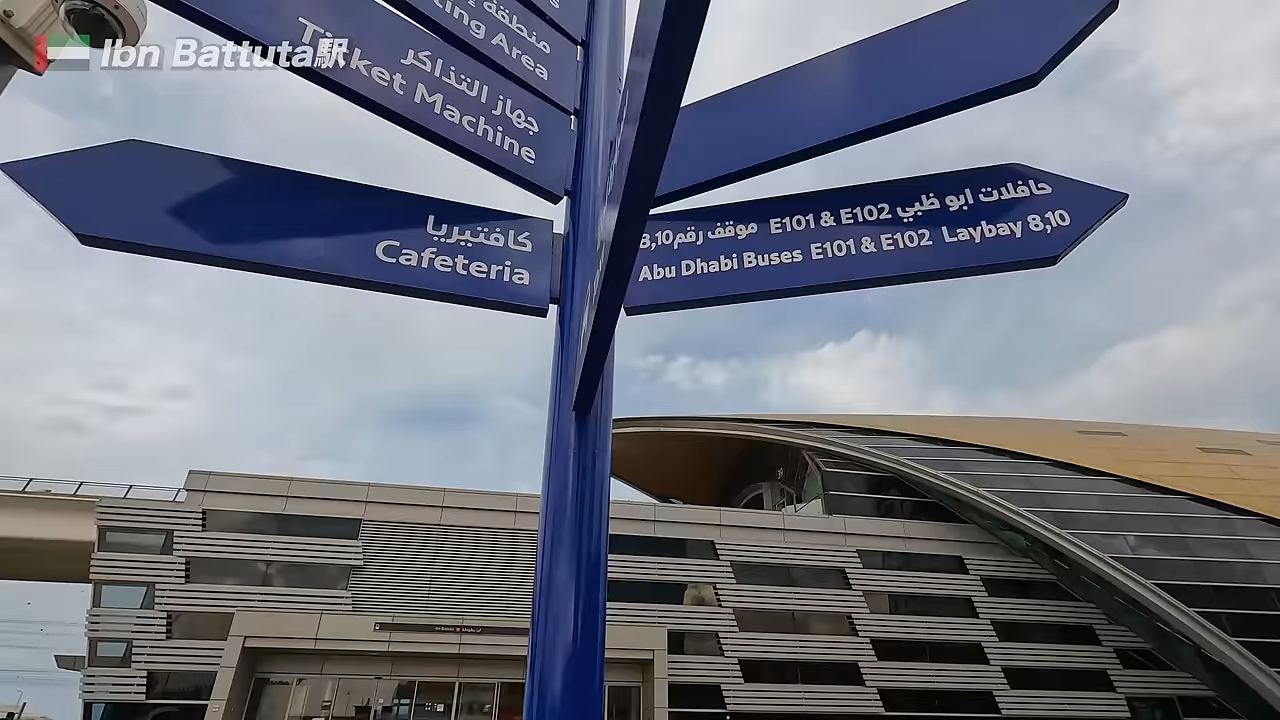 Ibn Battuta駅
منطقة
ting Area
جهاز التذاكر
Ticket Machine
كافتيريا
Cafeteria
حافلات ابو ظبي E101 & E102 موقف رقم 8,10
Abu Dhabi Buses E101 & E102 Laybay 8,10